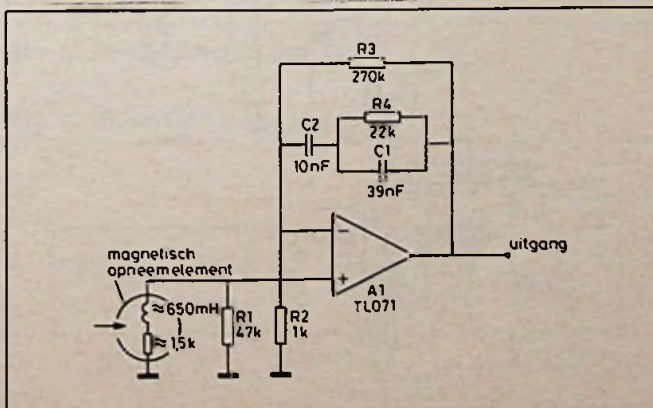 R3
270k
R4
22k
C2
10nF
C1
39nF
−
+
A1
TL071
uitgang
magnetisch
opneemelement
≈650mH
≈1,5k
R1
47k
R2
1k